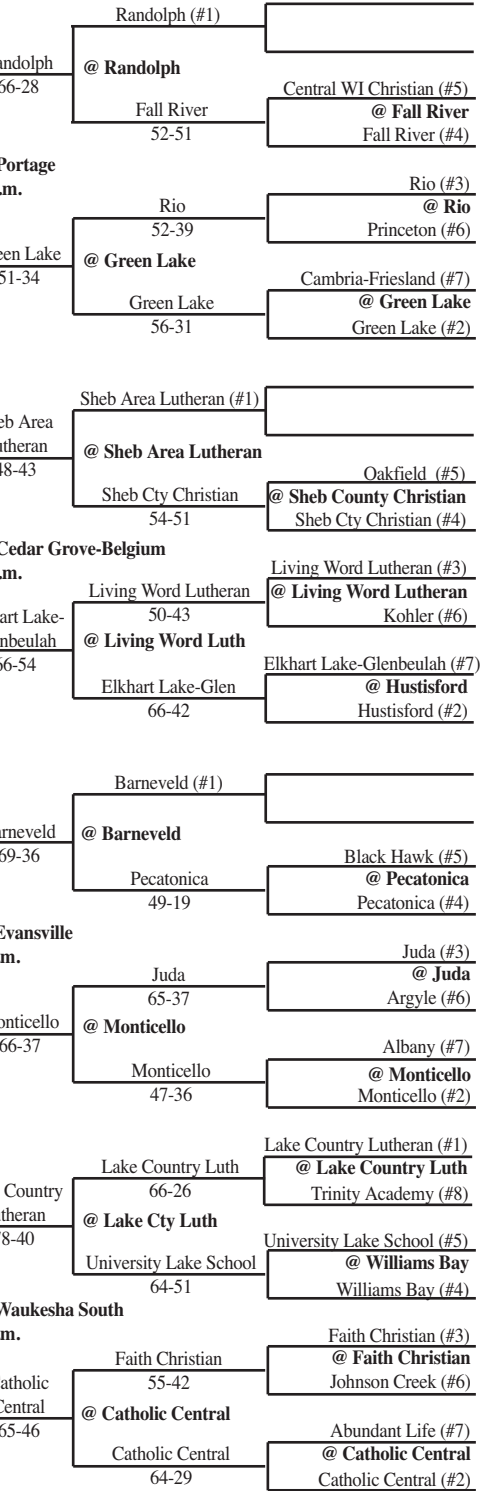 Randolph (#1)
andolph
66-28
@ Randolph
Central WI Christian (#5)
Fall River
@ Fall River
52-51
Fall River (#4)
Portage
.m.
Rio (#3)
Rio
@ Rio
52-39
Princeton (#6)
een Lake
@ Green Lake
51-34
Cambria-Friesland (#7)
Green Lake
@ Green Lake
56-31
Green Lake (#2)
Sheb Area Lutheran (#1)
eb Area
utheran
@ Sheb Area Lutheran
48-43
Oakfield (#5)
Sheb Cty Christian
@ Sheb County Christian
54-51
Sheb Cty Christian (#4)
Cedar Grove-Belgium
.m.
Living Word Lutheran (#3)
Living Word Lutheran
@ Living Word Lutheran
50-43
Kohler (#6)
art Lake-
nbeulah
@ Living Word Luth
66-54
Elkhart Lake-Glenbeulah (#7)
Elkhart Lake-Glen
@ Hustisford
66-42
Hustisford (#2)
Barneveld (#1)
arneveld
@ Barneveld
69-36
Black Hawk (#5)
Pecatonica
@ Pecatonica
49-19
Pecatonica (#4)
Evansville
.m.
Juda (#3)
Juda
@ Juda
65-37
Argyle (#6)
onticello
@ Monticello
66-37
Albany (#7)
Monticello
@ Monticello
47-36
Monticello (#2)
Lake Country Lutheran (#1)
Lake Country Luth
@ Lake Country Luth
66-26
Trinity Academy (#8)
Country
theran
@ Lake Cty Luth
8-40
University Lake School (#5)
University Lake School
@ Williams Bay
64-51
Williams Bay (#4)
Waukesha South
.m.
Faith Christian (#3)
Faith Christian
@ Faith Christian
55-42
Johnson Creek (#6)
atholic
Central
@ Catholic Central
65-46
Abundant Life (#7)
Catholic Central
@ Catholic Central
64-29
Catholic Central (#2)